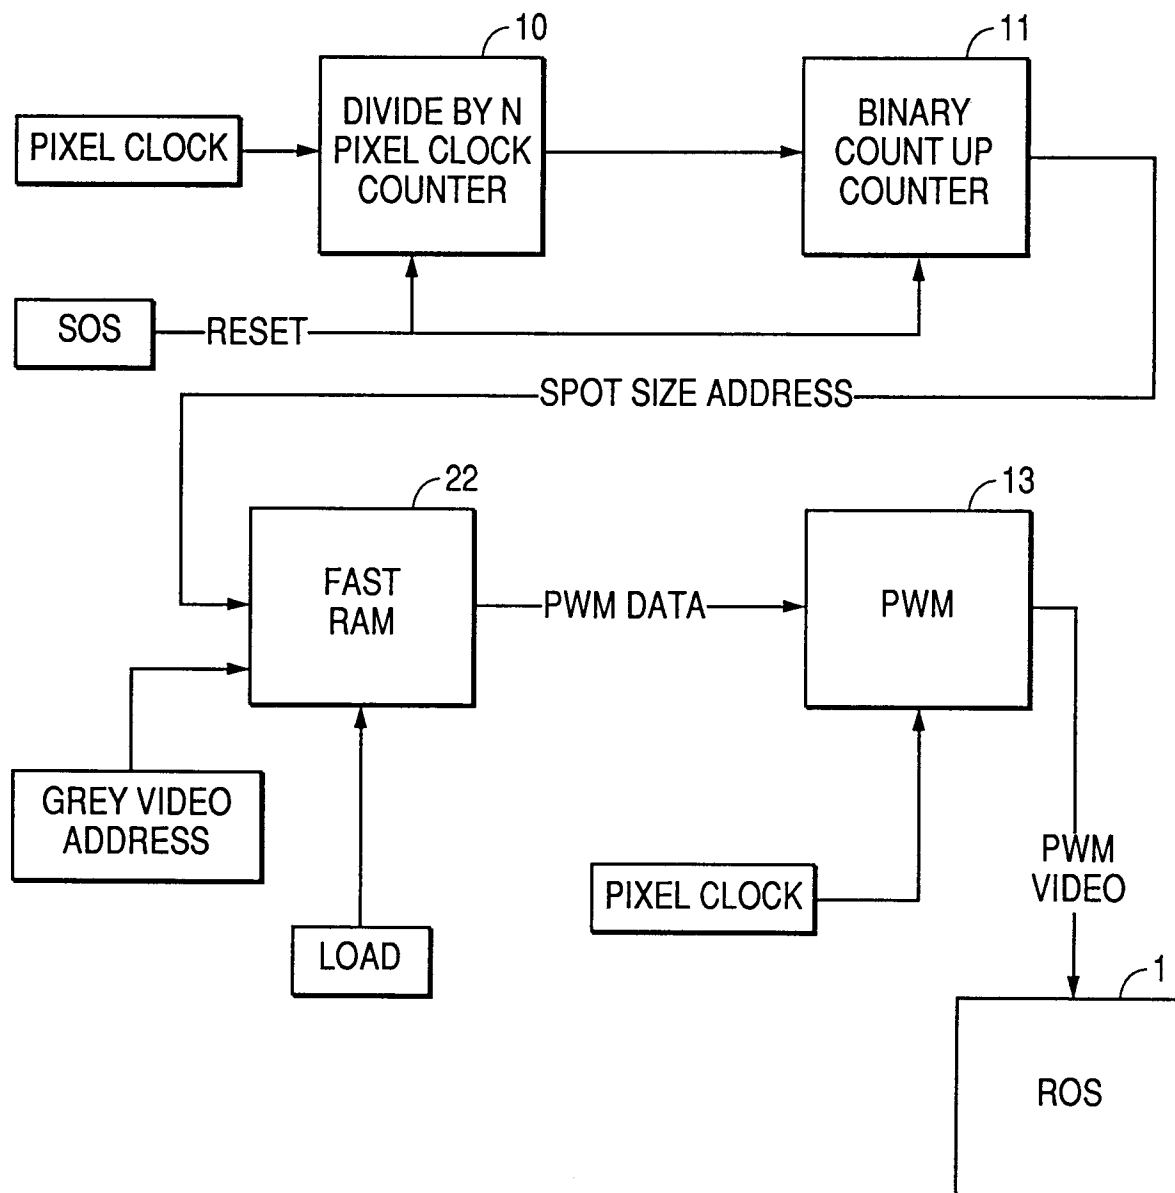 10
11
DIVIDE BY N
PIXEL CLOCK
COUNTER
BINARY
COUNT UP
COUNTER
PIXEL CLOCK
SOS
RESET
SPOT SIZE ADDRESS
22
13
FAST
RAM
PWM DATA
PWM
GREY VIDEO
ADDRESS
PIXEL CLOCK
PWM
VIDEO
LOAD
1
ROS